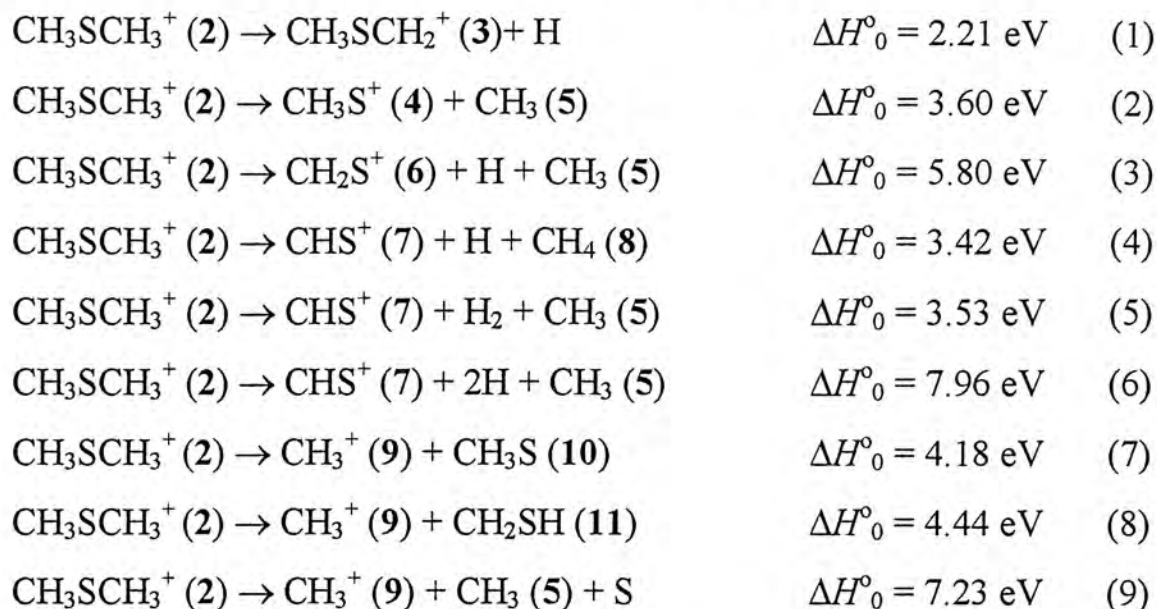 CH₃SCH₃⁺ (2) → CH₃SCH₂⁺ (3)+ H ΔH°₀ = 2.21 eV (1)
CH₃SCH₃⁺ (2) → CH₃S⁺ (4) + CH₃ (5) ΔH°₀ = 3.60 eV (2)
CH₃SCH₃⁺ (2) → CH₂S⁺ (6) + H + CH₃ (5) ΔH°₀ = 5.80 eV (3)
CH₃SCH₃⁺ (2) → CHS⁺ (7) + H + CH₄ (8) ΔH°₀ = 3.42 eV (4)
CH₃SCH₃⁺ (2) → CHS⁺ (7) + H₂ + CH₃ (5) ΔH°₀ = 3.53 eV (5)
CH₃SCH₃⁺ (2) → CHS⁺ (7) + 2H + CH₃ (5) ΔH°₀ = 7.96 eV (6)
CH₃SCH₃⁺ (2) → CH₃⁺ (9) + CH₃S (10) ΔH°₀ = 4.18 eV (7)
CH₃SCH₃⁺ (2) → CH₃⁺ (9) + CH₂SH (11) ΔH°₀ = 4.44 eV (8)
CH₃SCH₃⁺ (2) → CH₃⁺ (9) + CH₃ (5) + S ΔH°₀ = 7.23 eV (9)